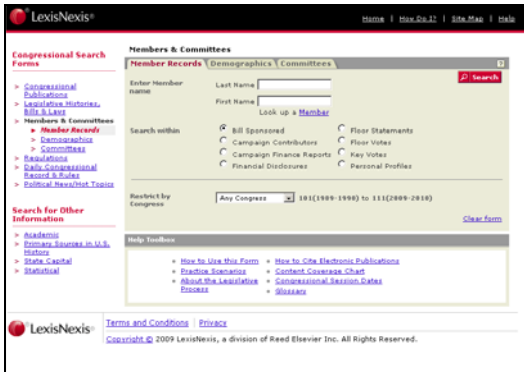 LexisNexis®
Home | How Do I? | Site Map | Help
Congressional Search Forms
> Congressional Publications
> Legislative Histories, Bills & Laws
> Members & Committees
► Member Records
> Demographics
> Committees
> Regulations
> Daily Congressional Record & Rules
> Political News/Hot Topics
Search for Other Information
> Academic
> Primary Sources in U.S. History
> State Capital
> Statistical
Members & Committees
Member Records Demographics Committees ?
Search
Enter Member name
Last Name
First Name
Look up a Member
Search within
Bill Sponsored
Campaign Contributors
Campaign Finance Reports
Financial Disclosures
Floor Statements
Floor Votes
Key Votes
Personal Profiles
Restrict by Congress
Any Congress 101(1989-1990) to 111(2009-2010)
Clear form
Help Toolbox
How to Use this Form
Practice Scenarios
About the Legislative Process
How to Cite Electronic Publications
Content Coverage Chart
Congressional Session Dates
Glossary
LexisNexis®
Terms and Conditions | Privacy
Copyright © 2009 LexisNexis, a division of Reed Elsevier Inc. All Rights Reserved.